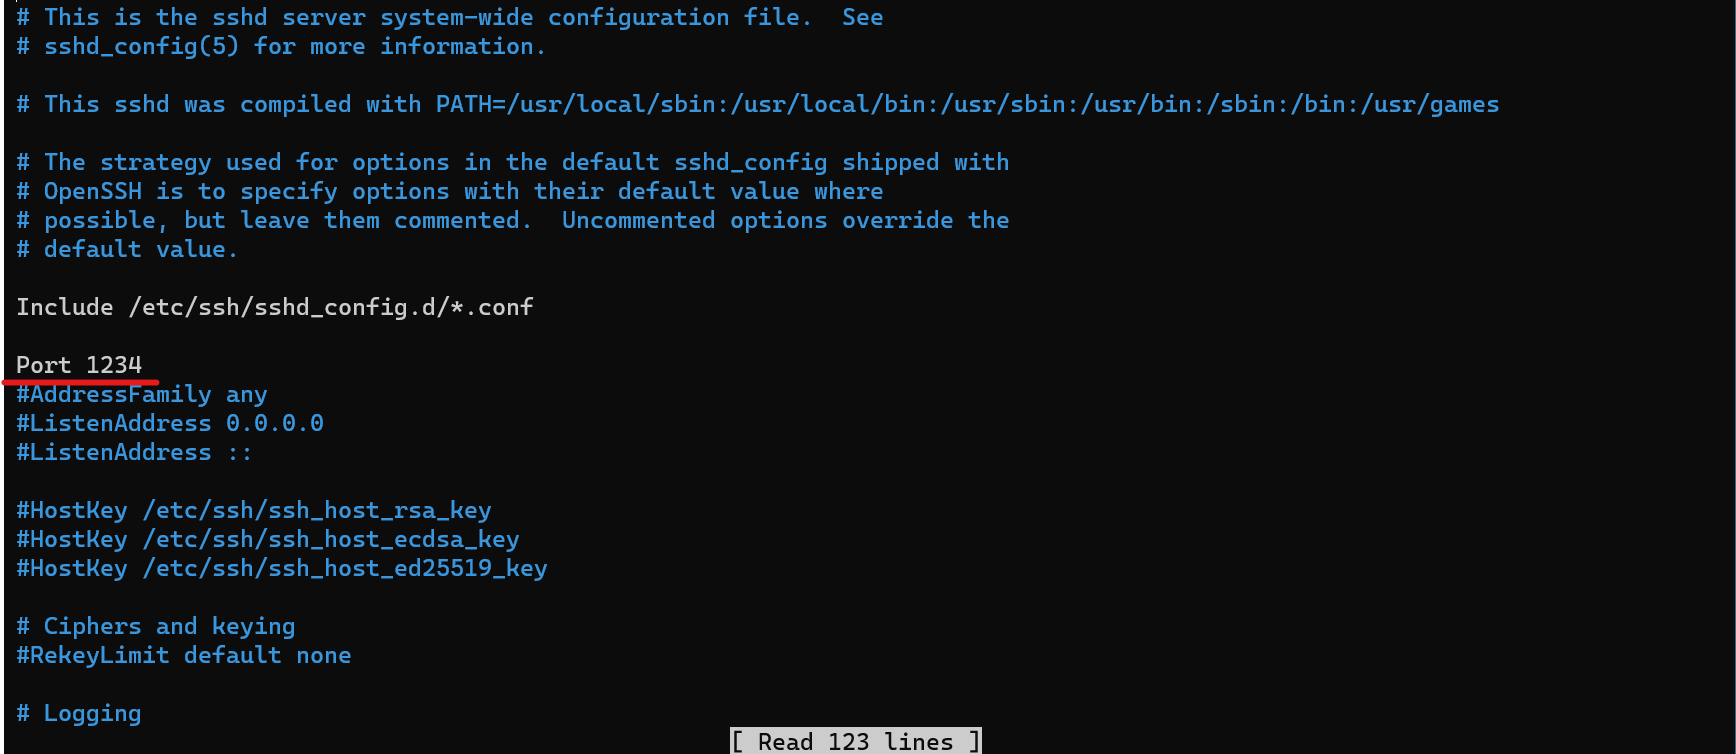 # This is the sshd server system-wide configuration file.  See
# sshd_config(5) for more information.

# This sshd was compiled with PATH=/usr/local/sbin:/usr/local/bin:/usr/sbin:/usr/bin:/sbin:/bin:/usr/games

# The strategy used for options in the default sshd_config shipped with
# OpenSSH is to specify options with their default value where
# possible, but leave them commented.  Uncommented options override the
# default value.

Include /etc/ssh/sshd_config.d/*.conf

Port 1234
#AddressFamily any
#ListenAddress 0.0.0.0
#ListenAddress ::

#HostKey /etc/ssh/ssh_host_rsa_key
#HostKey /etc/ssh/ssh_host_ecdsa_key
#HostKey /etc/ssh/ssh_host_ed25519_key

# Ciphers and keying
#RekeyLimit default none

# Logging
[ Read 123 lines ]